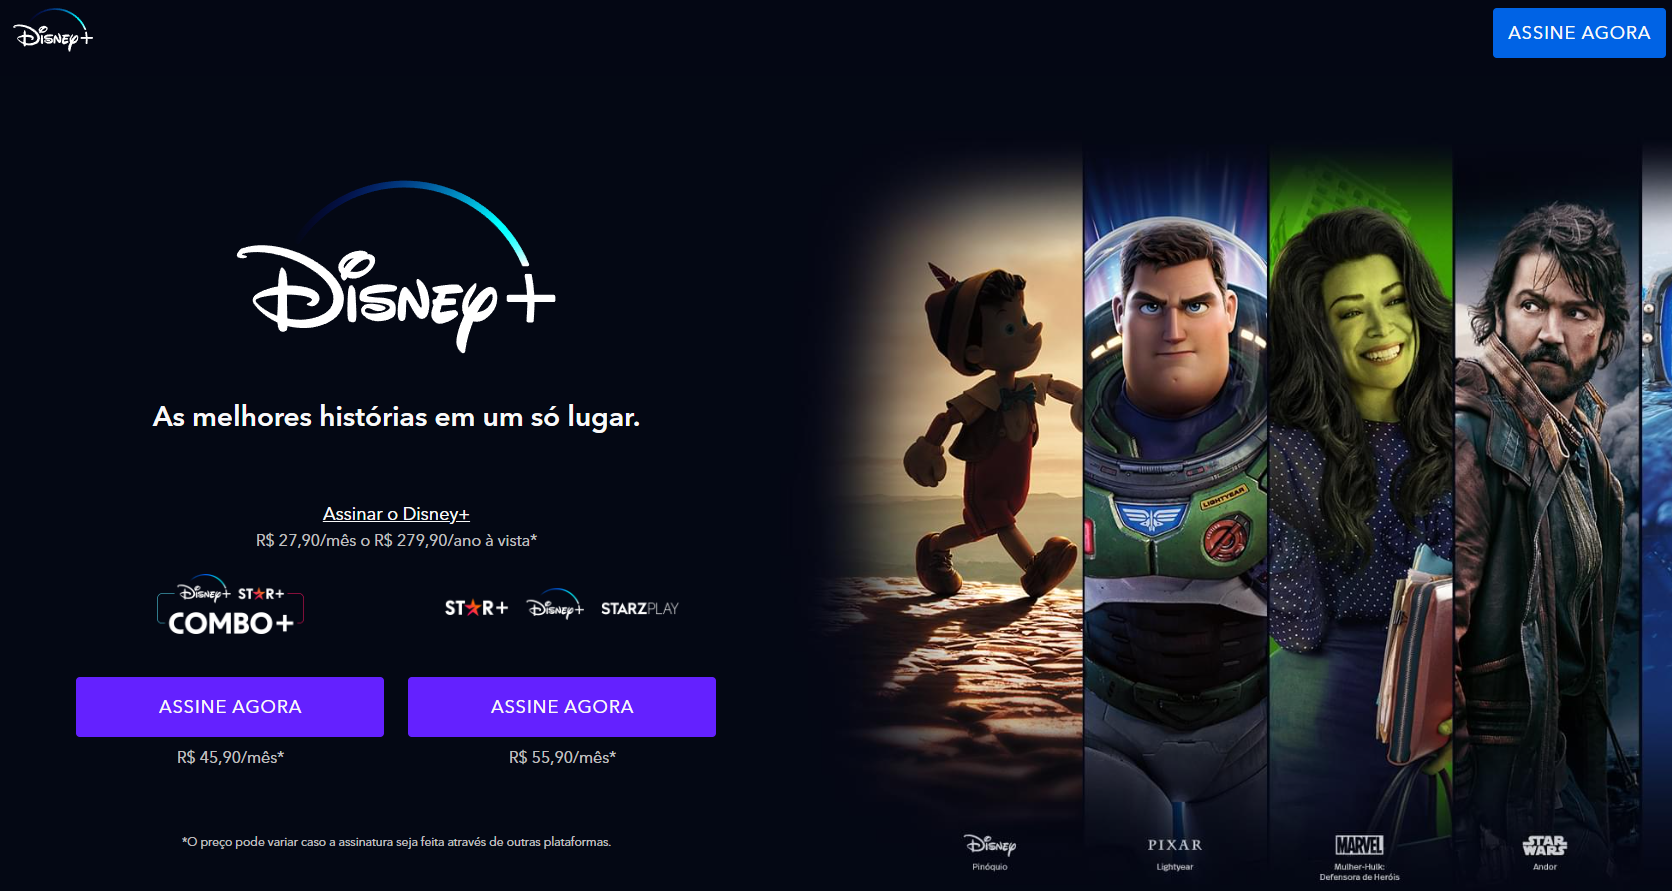 Disney+
ASSINE AGORA
Disney+
As melhores histórias em um só lugar.
Assinar o Disney+
R$ 27,90/mês o R$ 279,90/ano à vista*
Disney+ STAR+
COMBO+
STAR+ Disney+ STARZPLAY
ASSINE AGORA
ASSINE AGORA
R$ 45,90/mês*
R$ 55,90/mês*
*O preço pode variar caso a assinatura seja feita através de outras plataformas.
LIGHTYEAR
Disney
Pinóquio
PIXAR
Lightyear
MARVEL
Mulher-Hulk:
Defensora de Heróis
STAR
WARS
Andor